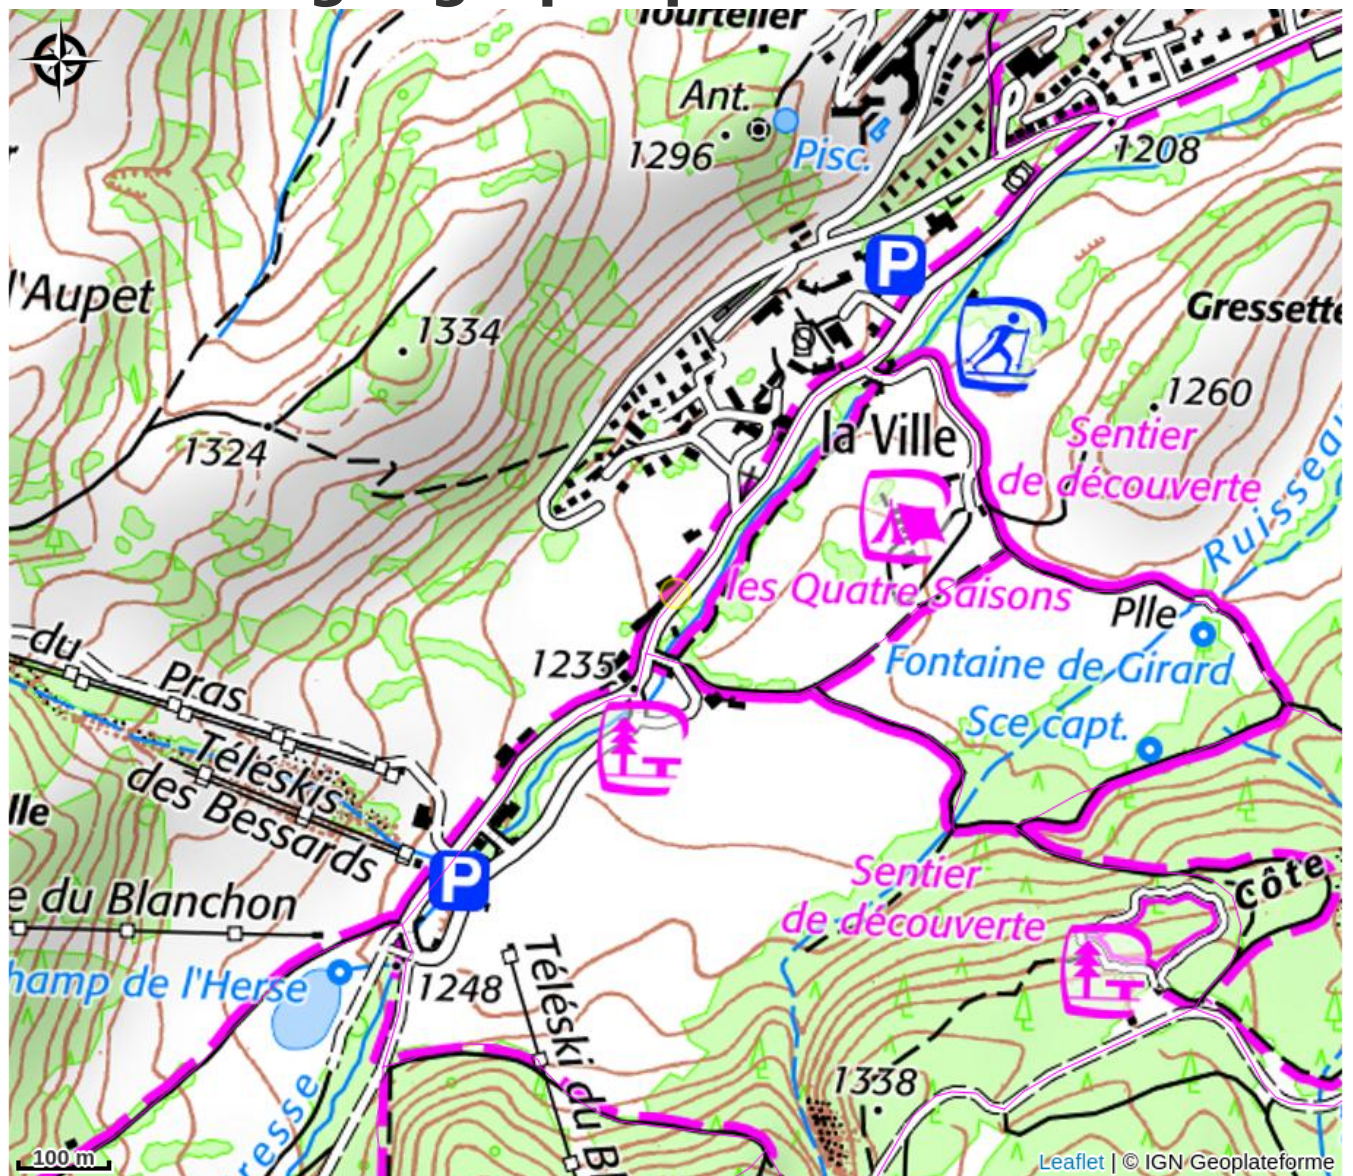 Tourtelier
Ant.
1296
Pisc.
1208
P
l'Aupet
1334
Gressette
1260
la Ville
Sentier
de découverte
1324
Ruisseau
les Quatre Saisons
Plle
du Pras
1235
Fontaine de Girard
Sce capt.
Téléskis
des Bessards
lle
P
Sentier
de découverte
Côte
e du Blanchon
hamp de l'Herse
1248
Téléski du Bl
1338
resse
100 m
Leaflet | © IGN Geoplateforme